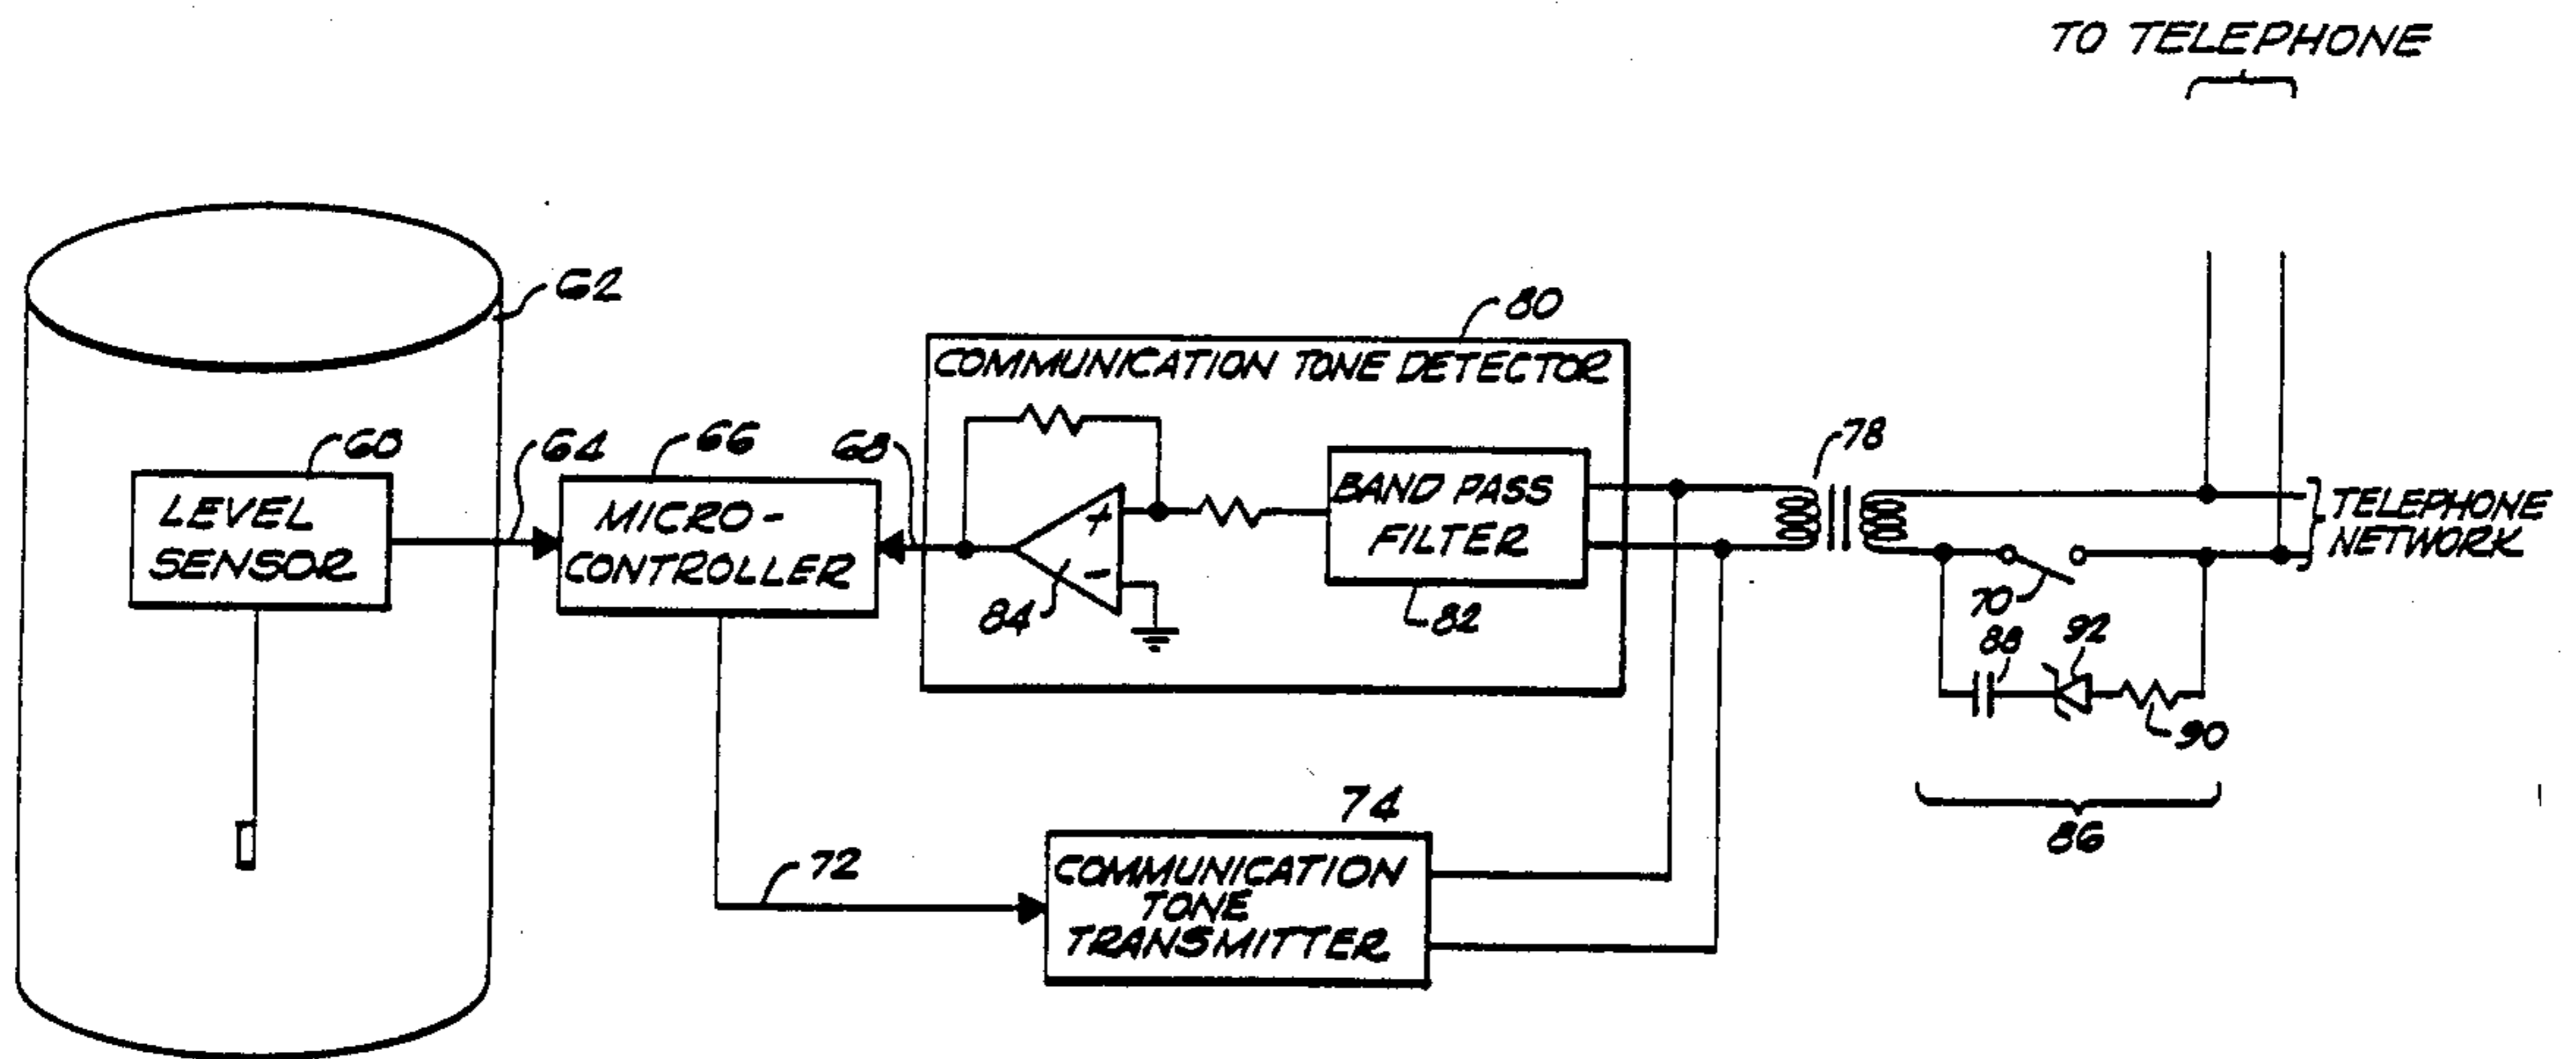 TO TELEPHONE
62
80
COMMUNICATION TONE DETECTOR
60
64
66
68
78
LEVEL
SENSOR
MICRO-
CONTROLLER
+
-
84
BAND PASS
FILTER
82
TELEPHONE
NETWORK
70
88
92
90
86
74
72
COMMUNICATION
TONE
TRANSMITTER